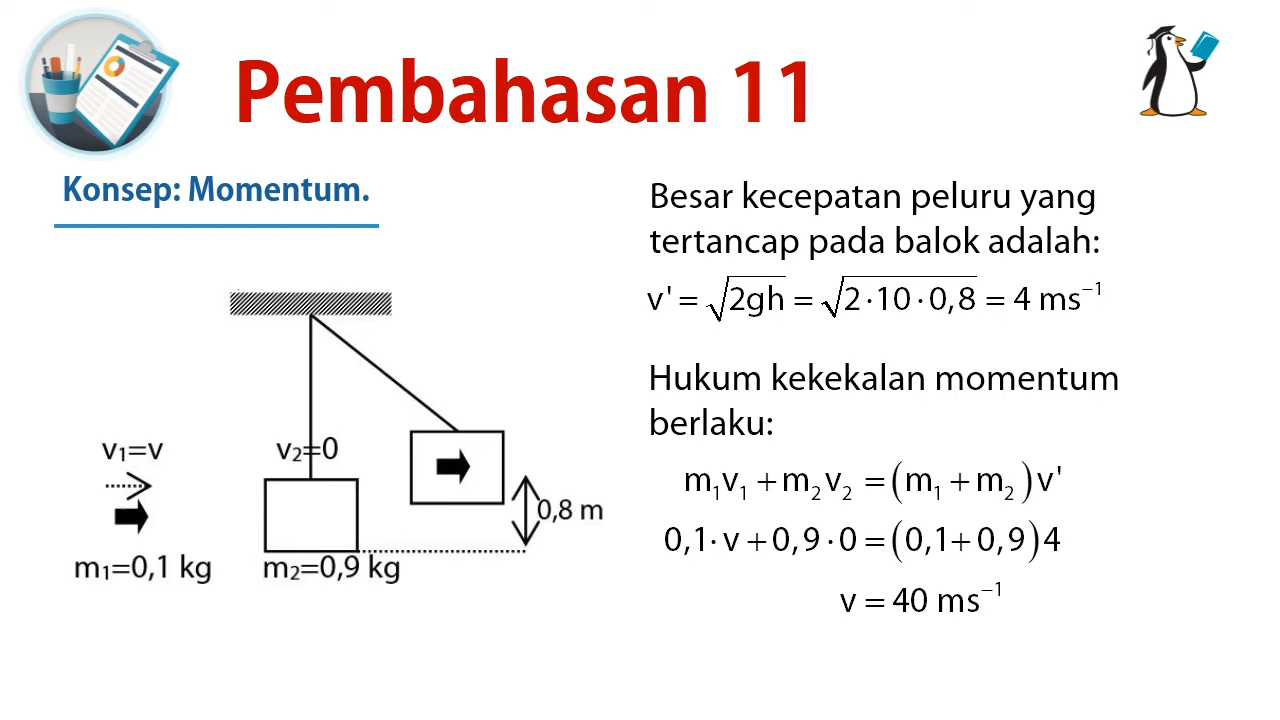 Pembahasan 11
Konsep: Momentum.
v₁=v
v₂=0
0,8 m
m₁=0,1 kg
m₂=0,9 kg
Besar kecepatan peluru yang
tertancap pada balok adalah:
v' = √2gh = √2·10·0,8 = 4 ms⁻¹
Hukum kekekalan momentum
berlaku:
m₁v₁ + m₂v₂ = (m₁ + m₂) v'
0,1· v + 0,9 · 0 = (0,1+ 0,9) 4
v = 40 ms⁻¹